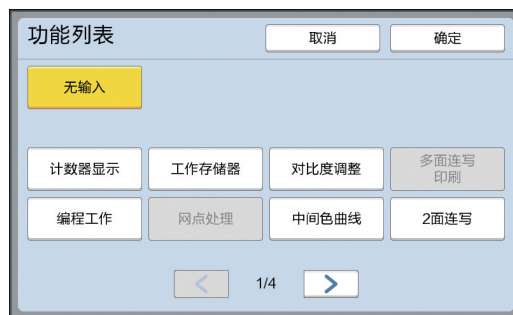 功能列表
取消
确定
无输入
计数器显示
工作存储器
对比度调整
多面连写
印刷
编程工作
网点处理
中间色曲线
2面连写
1/4